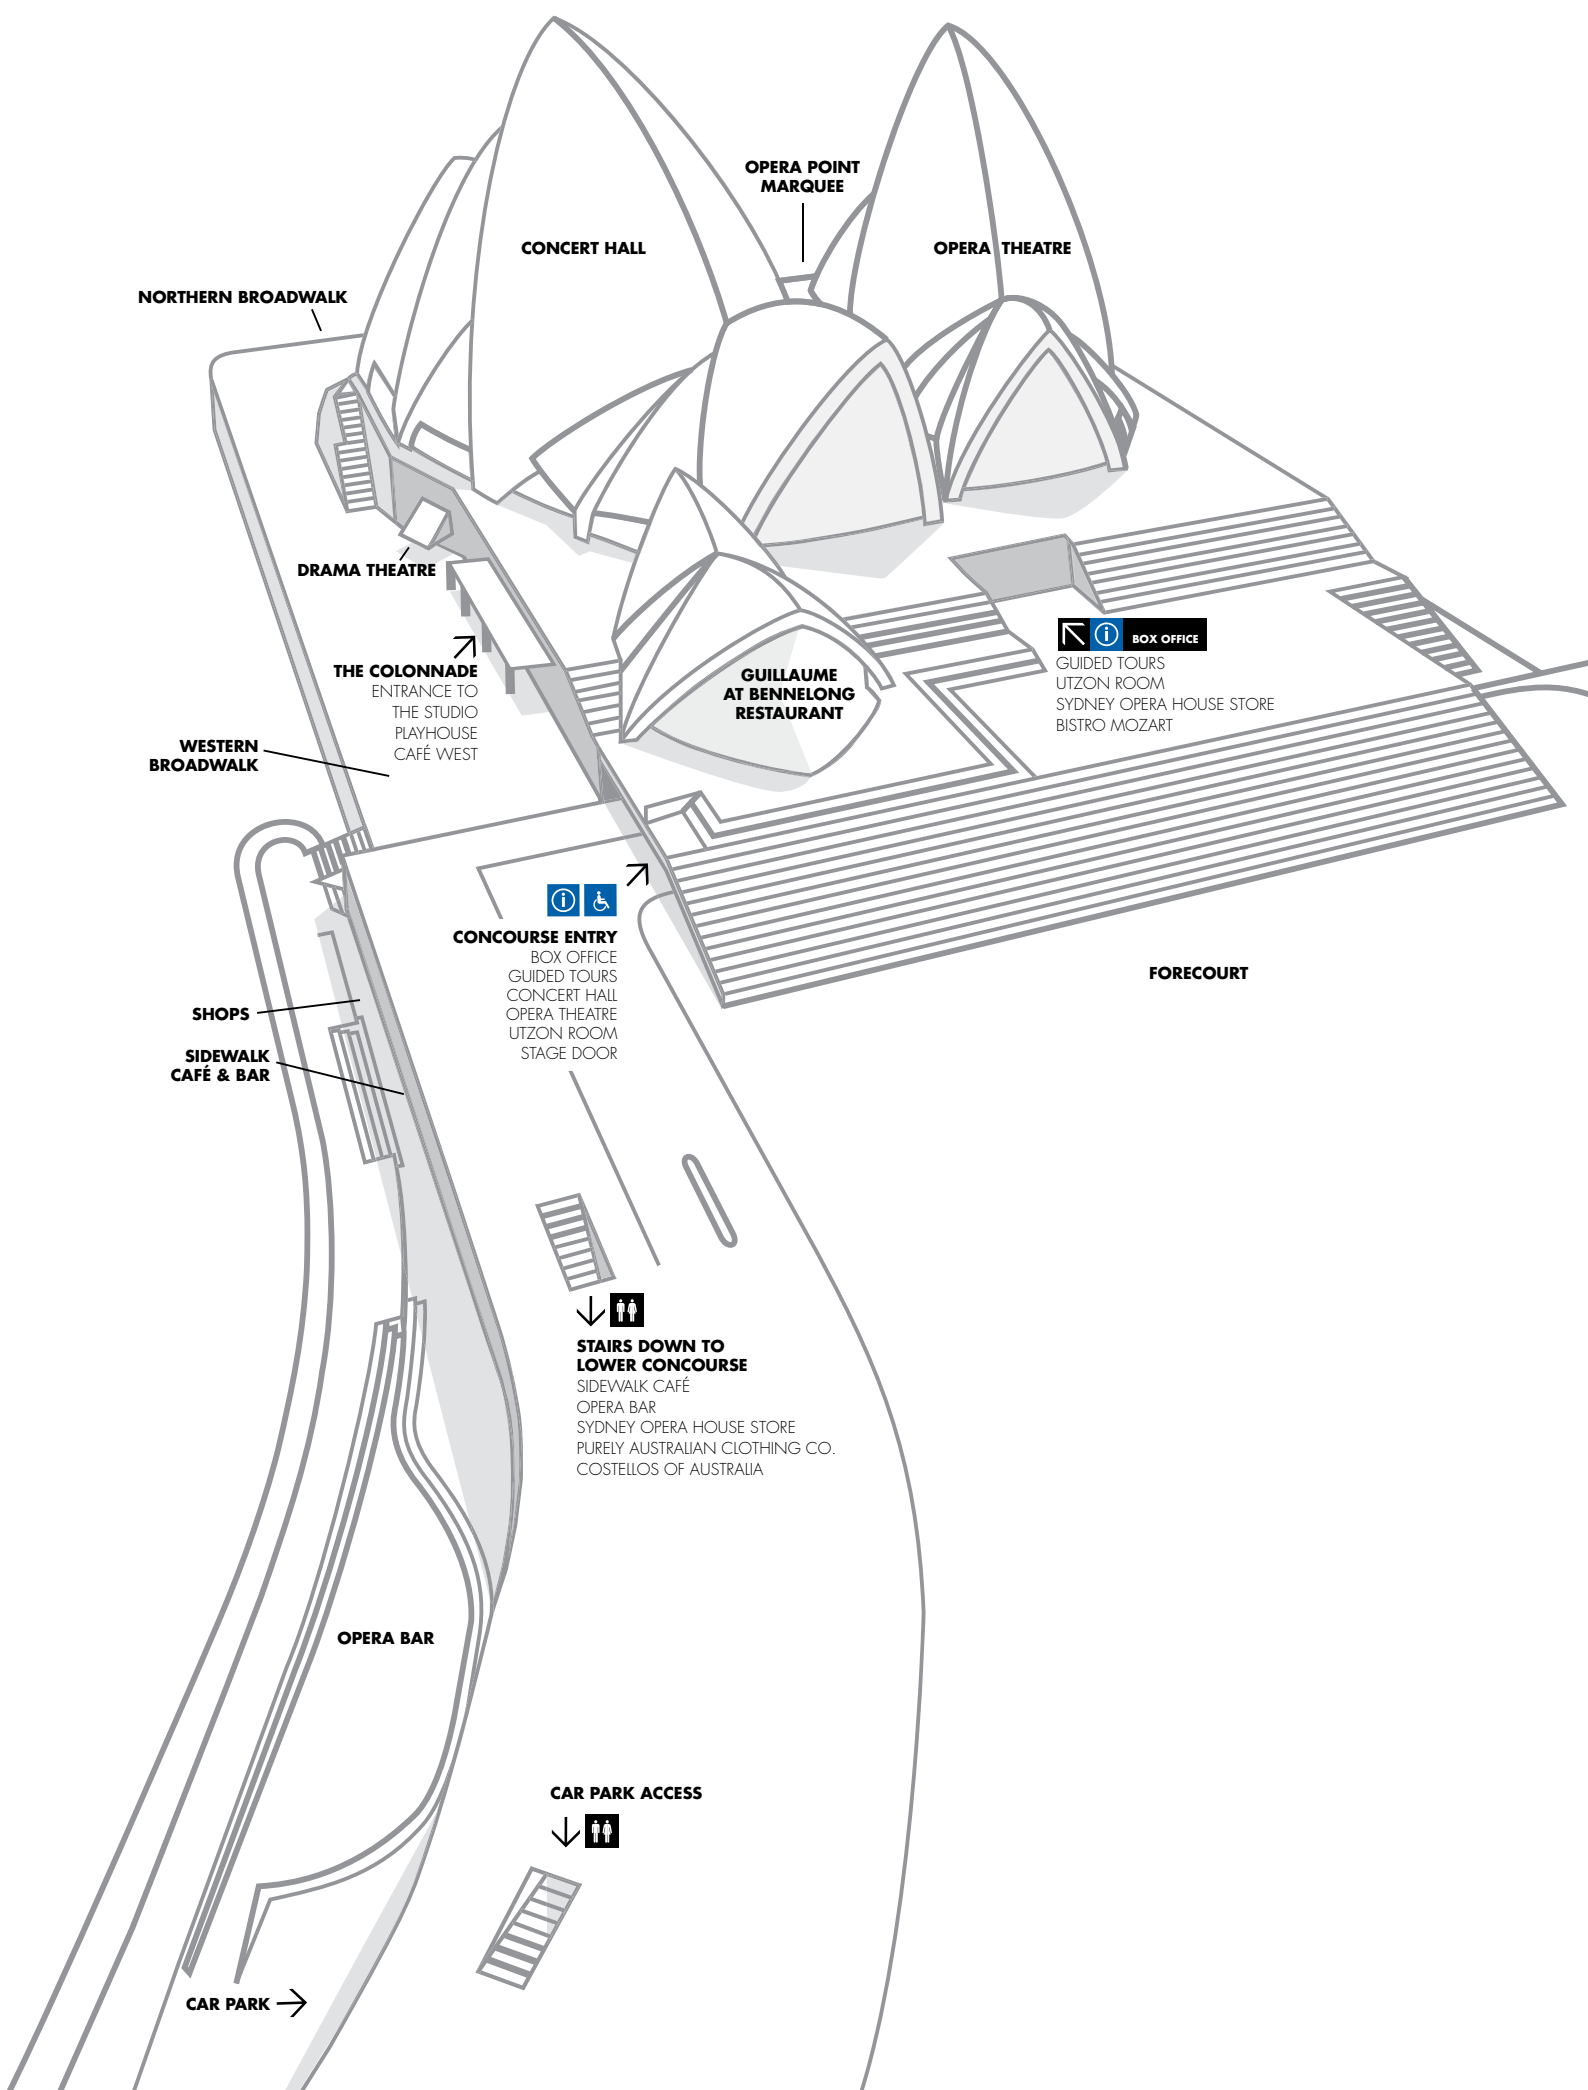 OPERA POINT
MARQUEE
CONCERT HALL
OPERA THEATRE
NORTHERN BROADWALK
DRAMA THEATRE
THE COLONNADE
ENTRANCE TO
THE STUDIO
PLAYHOUSE
CAFÉ WEST
BOX OFFICE
GUIDED TOURS
UTZON ROOM
SYDNEY OPERA HOUSE STORE
BISTRO MOZART
GUILLAUME
AT BENNELONG
RESTAURANT
WESTERN
BROADWALK
CONCOURSE ENTRY
BOX OFFICE
GUIDED TOURS
CONCERT HALL
OPERA THEATRE
UTZON ROOM
STAGE DOOR
FORECOURT
SHOPS
SIDEWALK
CAFÉ & BAR
STAIRS DOWN TO
LOWER CONCOURSE
SIDEWALK CAFÉ
OPERA BAR
SYDNEY OPERA HOUSE STORE
PURELY AUSTRALIAN CLOTHING CO.
COSTELLOS OF AUSTRALIA
OPERA BAR
CAR PARK ACCESS
CAR PARK